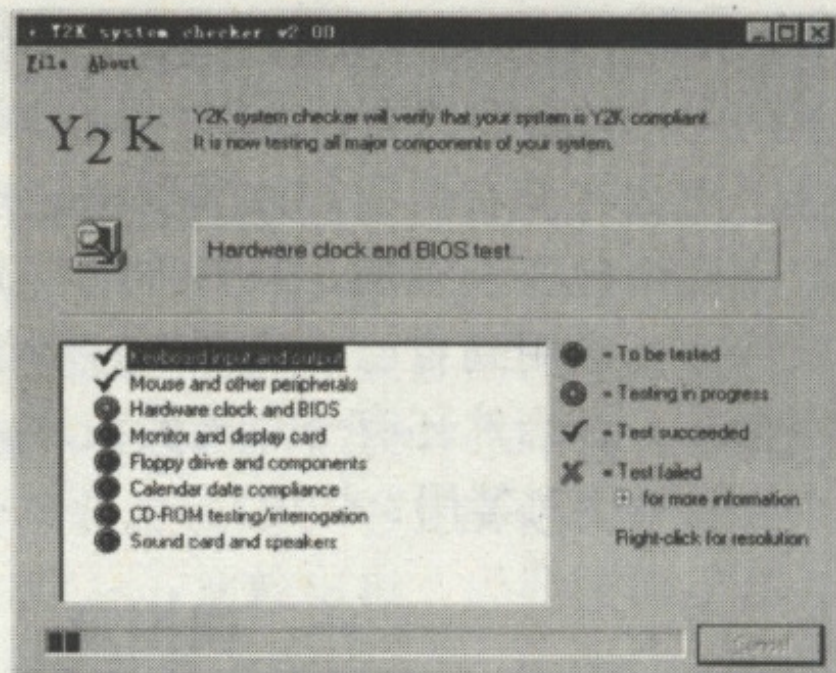 Y2K system checker v2.00
File About
Y2K
Y2K system checker will verify that your system is Y2K compliant.
It is now testing all major components of your system.
Hardware clock and BIOS test...
Keyboard input and output
Mouse and other peripherals
Hardware clock and BIOS
Monitor and display card
Floppy drive and components
Calendar date compliance
CD-ROM testing/interrogation
Sound card and speakers
= To be tested
= Testing in progress
= Test succeeded
= Test failed
+ for more information
Right-click for resolution